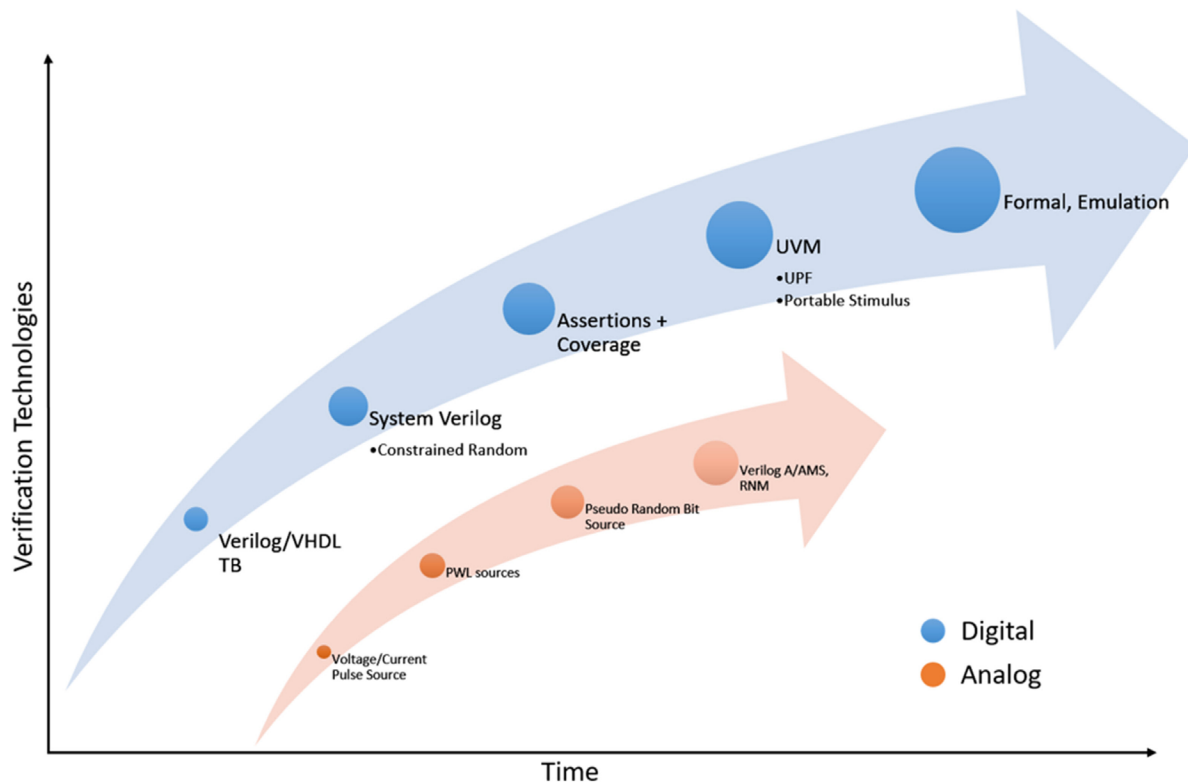 Verification Technologies
Formal, Emulation
UVM
•UPF
•Portable Stimulus
Assertions +
Coverage
System Verilog
•Constrained Random
Verilog/VHDL
TB
Verilog A/AMS,
RNM
Pseudo Random Bit
Source
PWL sources
Voltage/Current
Pulse Source
Digital
Analog
Time